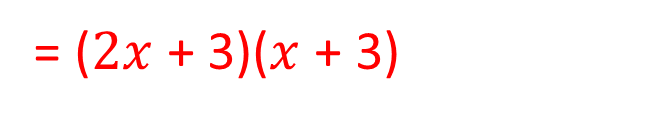 = (2x + 3)(x + 3)